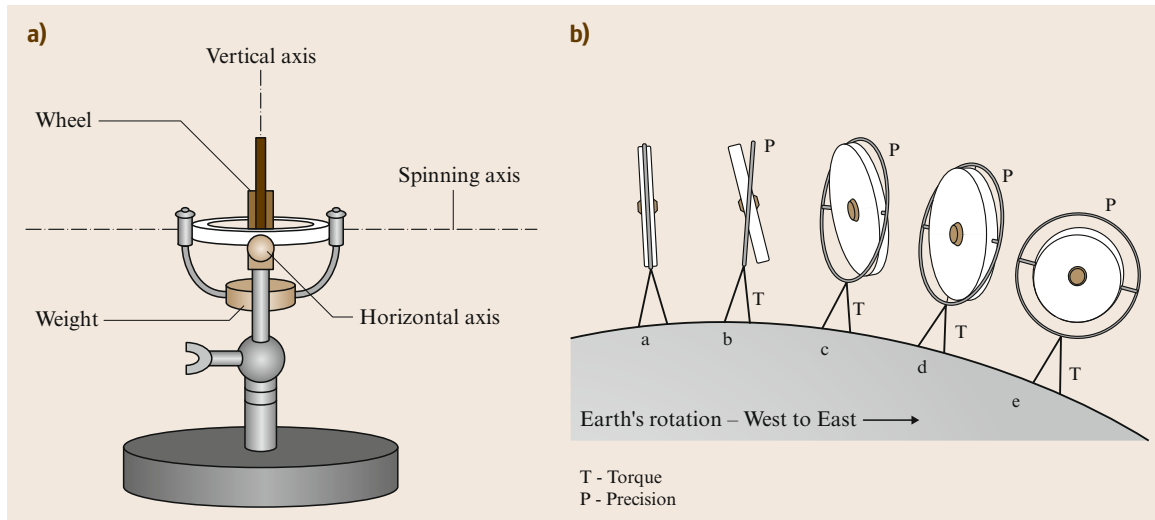 a)
Vertical axis
Wheel
Spinning axis
Weight
Horizontal axis
b)
P
P
P
P
T
T
T
T
a
b
c
d
e
Earth's rotation – West to East
T - Torque
P - Precision